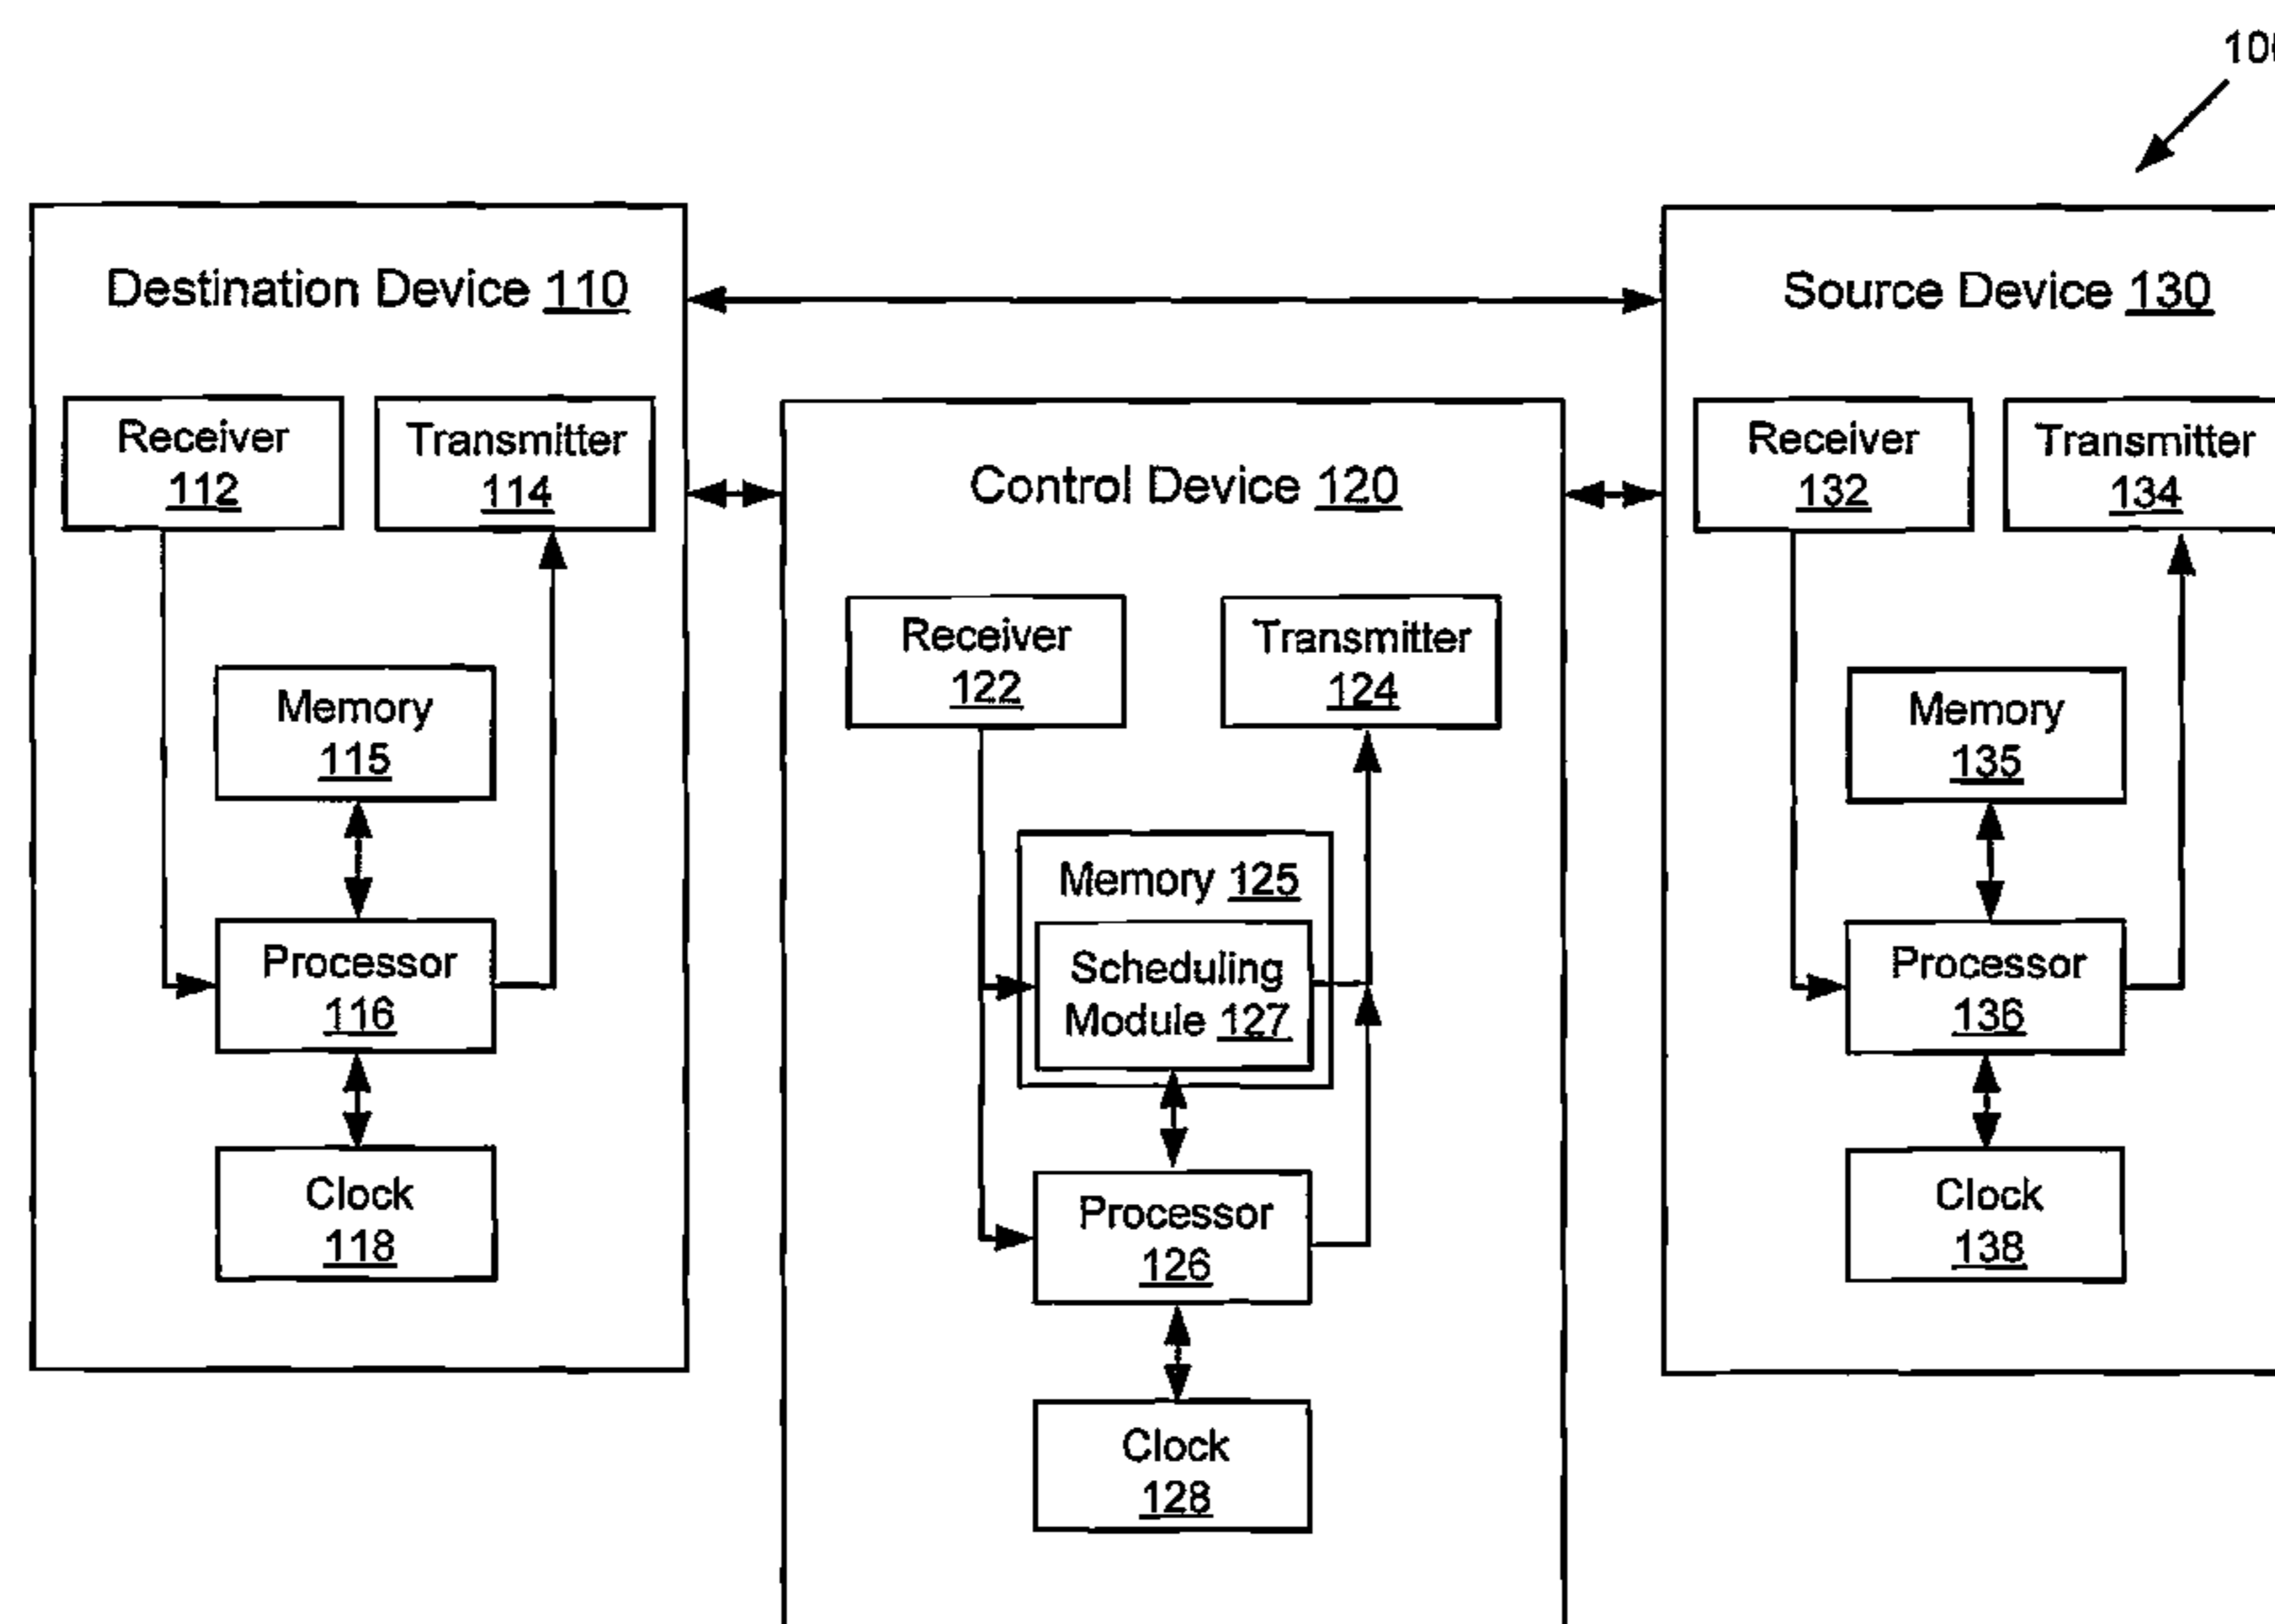 Destination Device 110
Receiver
112
Transmitter
114
Memory
115
Processor
116
Clock
118
Control Device 120
Receiver
122
Transmitter
124
Memory 125
Scheduling
Module 127
Processor
126
Clock
128
Source Device 130
Receiver
132
Transmitter
134
Memory
135
Processor
136
Clock
138